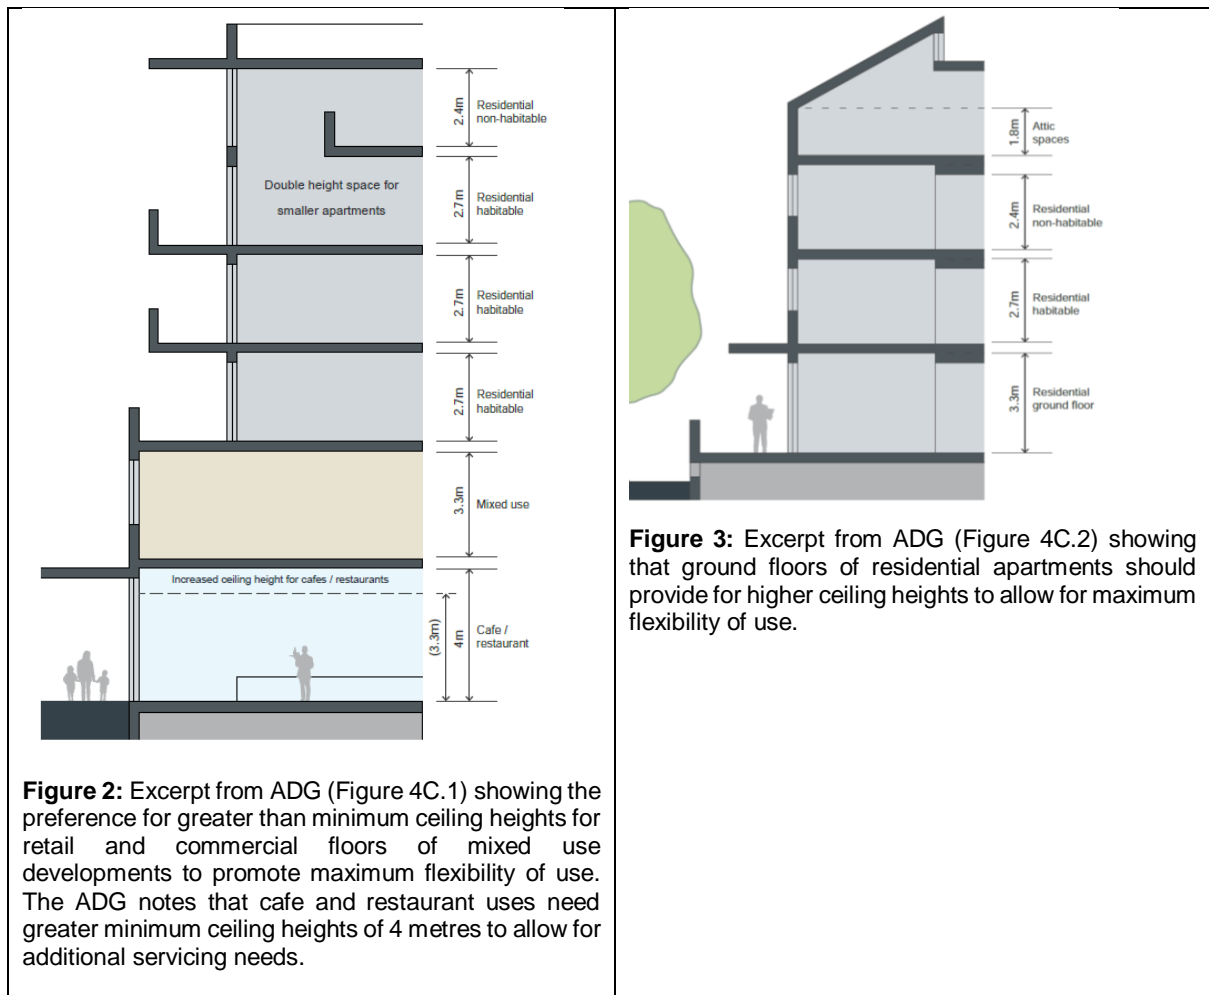 2.4m
Residential
non-habitable
Double height space for
smaller apartments
2.7m
Residential
habitable
2.7m
Residential
habitable
2.7m
Residential
habitable
3.3m
Mixed use
Increased ceiling height for cafes / restaurants
(3.3m)
4m
Cafe /
restaurant
Figure 2: Excerpt from ADG (Figure 4C.1) showing the
preference for greater than minimum ceiling heights for
retail and commercial floors of mixed use
developments to promote maximum flexibility of use.
The ADG notes that cafe and restaurant uses need
greater minimum ceiling heights of 4 metres to allow for
additional servicing needs.
1.8m
Attic
spaces
2.4m
Residential
non-habitable
2.7m
Residential
habitable
3.3m
Residential
ground floor
Figure 3: Excerpt from ADG (Figure 4C.2) showing
that ground floors of residential apartments should
provide for higher ceiling heights to allow for maximum
flexibility of use.